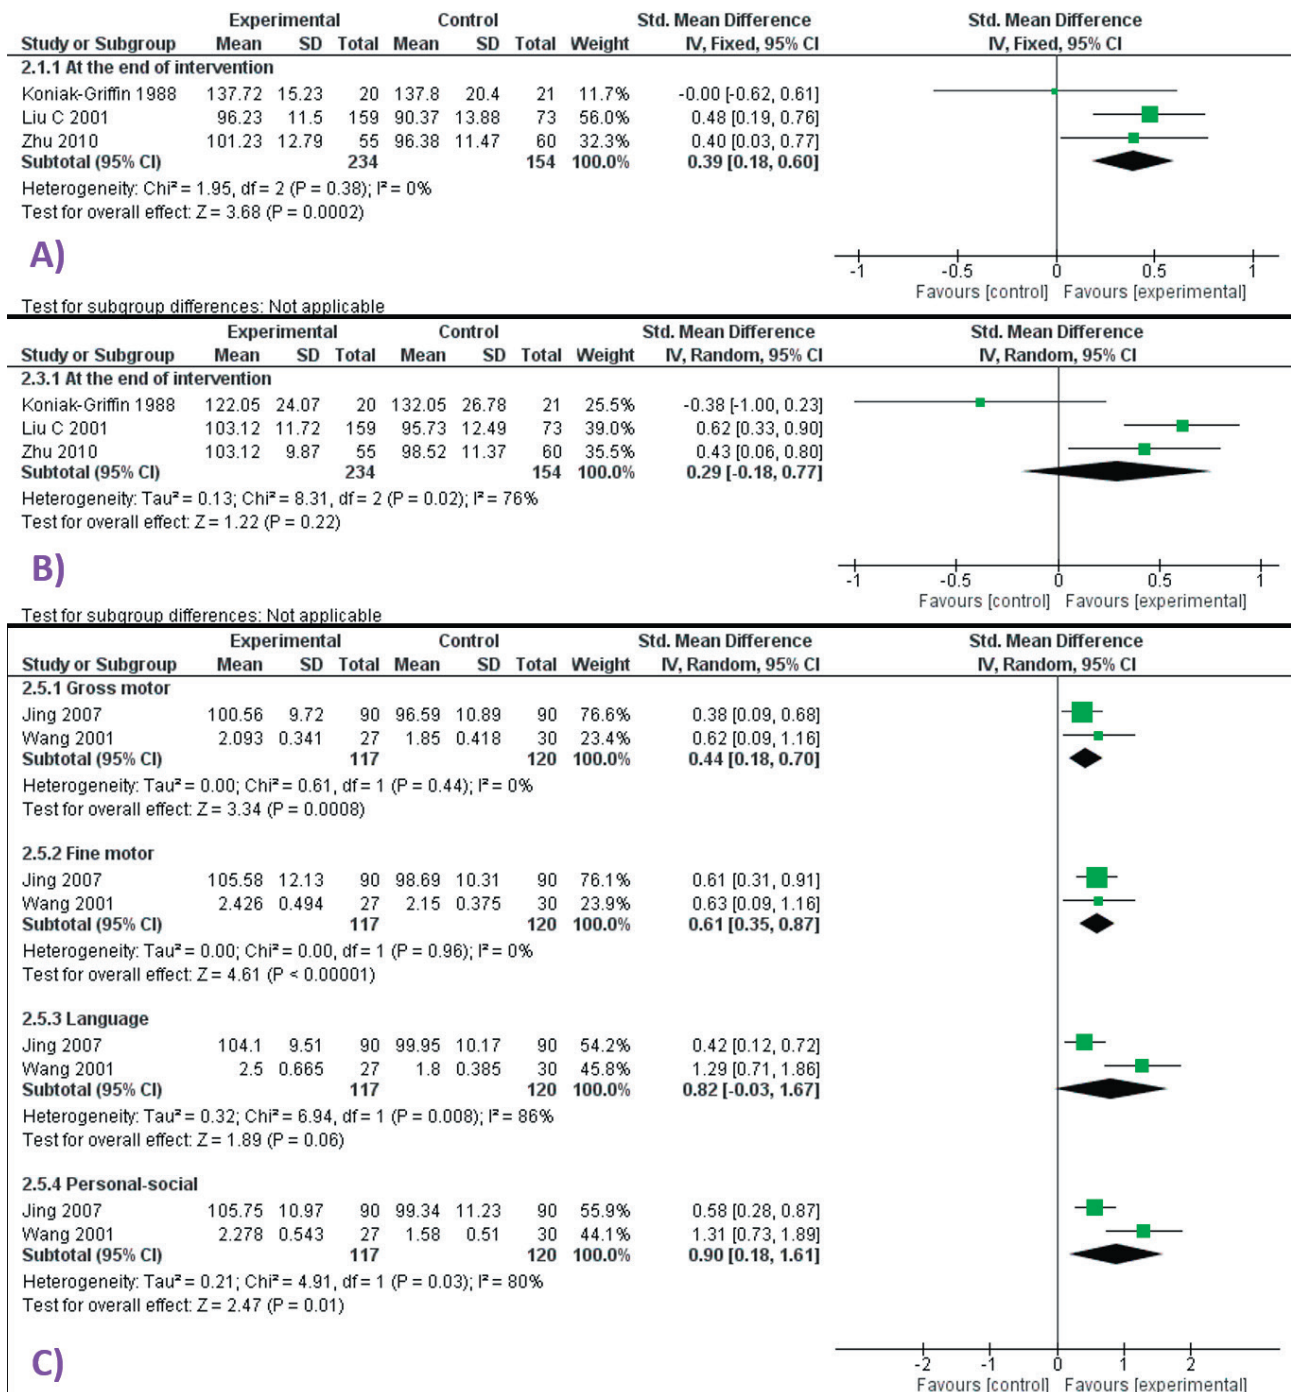 Experimental Control Std. Mean Difference Std. Mean Difference
Study or Subgroup Mean SD Total Mean SD Total Weight IV, Fixed, 95% CI IV, Fixed, 95% CI
2.1.1 At the end of intervention
Koniak-Griffin 1988 137.72 15.23 20 137.8 20.4 21 11.7% -0.00 [-0.62, 0.61]
Liu C 2001 96.23 11.5 159 90.37 13.88 73 56.0% 0.48 [0.19, 0.76]
Zhu 2010 101.23 12.79 55 96.38 11.47 60 32.3% 0.40 [0.03, 0.77]
Subtotal (95% CI) 234 154 100.0% 0.39 [0.18, 0.60]
Heterogeneity: Chi² = 1.95, df = 2 (P = 0.38); I² = 0%
Test for overall effect: Z = 3.68 (P = 0.0002)
A)
-1 -0.5 0 0.5 1
Favours [control] Favours [experimental]
Test for subgroup differences: Not applicable
Experimental Control Std. Mean Difference Std. Mean Difference
Study or Subgroup Mean SD Total Mean SD Total Weight IV, Random, 95% CI IV, Random, 95% CI
2.3.1 At the end of intervention
Koniak-Griffin 1988 122.05 24.07 20 132.05 26.78 21 25.5% -0.38 [-1.00, 0.23]
Liu C 2001 103.12 11.72 159 95.73 12.49 73 39.0% 0.62 [0.33, 0.90]
Zhu 2010 103.12 9.87 55 98.52 11.37 60 35.5% 0.43 [0.06, 0.80]
Subtotal (95% CI) 234 154 100.0% 0.29 [-0.18, 0.77]
Heterogeneity: Tau² = 0.13; Chi² = 8.31, df = 2 (P = 0.02); I² = 76%
Test for overall effect: Z = 1.22 (P = 0.22)
B)
-1 -0.5 0 0.5 1
Favours [control] Favours [experimental]
Test for subgroup differences: Not applicable
Experimental Control Std. Mean Difference Std. Mean Difference
Study or Subgroup Mean SD Total Mean SD Total Weight IV, Random, 95% CI IV, Random, 95% CI
2.5.1 Gross motor
Jing 2007 100.56 9.72 90 96.59 10.89 90 76.6% 0.38 [0.09, 0.68]
Wang 2001 2.093 0.341 27 1.85 0.418 30 23.4% 0.62 [0.09, 1.16]
Subtotal (95% CI) 117 120 100.0% 0.44 [0.18, 0.70]
Heterogeneity: Tau² = 0.00; Chi² = 0.61, df = 1 (P = 0.44); I² = 0%
Test for overall effect: Z = 3.34 (P = 0.0008)
2.5.2 Fine motor
Jing 2007 105.58 12.13 90 98.69 10.31 90 76.1% 0.61 [0.31, 0.91]
Wang 2001 2.426 0.494 27 2.15 0.375 30 23.9% 0.63 [0.09, 1.16]
Subtotal (95% CI) 117 120 100.0% 0.61 [0.35, 0.87]
Heterogeneity: Tau² = 0.00; Chi² = 0.00, df = 1 (P = 0.96); I² = 0%
Test for overall effect: Z = 4.61 (P < 0.00001)
2.5.3 Language
Jing 2007 104.1 9.51 90 99.95 10.17 90 54.2% 0.42 [0.12, 0.72]
Wang 2001 2.5 0.665 27 1.8 0.385 30 45.8% 1.29 [0.71, 1.86]
Subtotal (95% CI) 117 120 100.0% 0.82 [-0.03, 1.67]
Heterogeneity: Tau² = 0.32; Chi² = 6.94, df = 1 (P = 0.008); I² = 86%
Test for overall effect: Z = 1.89 (P = 0.06)
2.5.4 Personal-social
Jing 2007 105.75 10.97 90 99.34 11.23 90 55.9% 0.58 [0.28, 0.87]
Wang 2001 2.278 0.543 27 1.58 0.51 30 44.1% 1.31 [0.73, 1.89]
Subtotal (95% CI) 117 120 100.0% 0.90 [0.18, 1.61]
Heterogeneity: Tau² = 0.21; Chi² = 4.91, df = 1 (P = 0.03); I² = 80%
Test for overall effect: Z = 2.47 (P = 0.01)
C)
-2 -1 0 1 2
Favours [control] Favours [experimental]